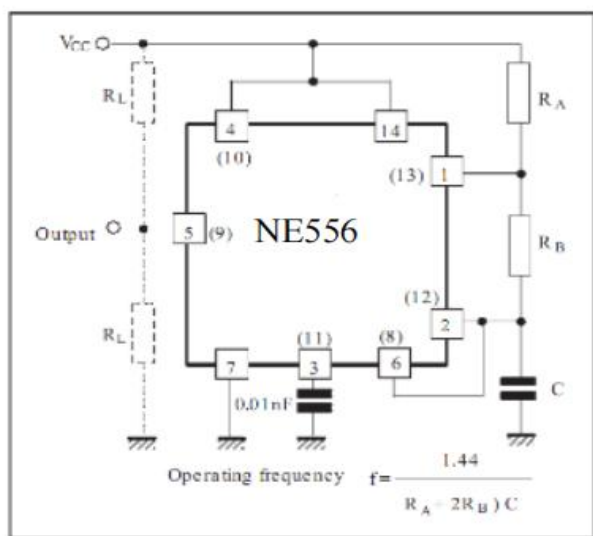 VCC
RL
RA
4
14
(10)
(13) 1
Output
5 (9)
NE556
RB
(12)
2
RL
(11)
(8)
7
3
6
0.01nF
C
Operating frequency f= 1.44
RA - 2RB ) C